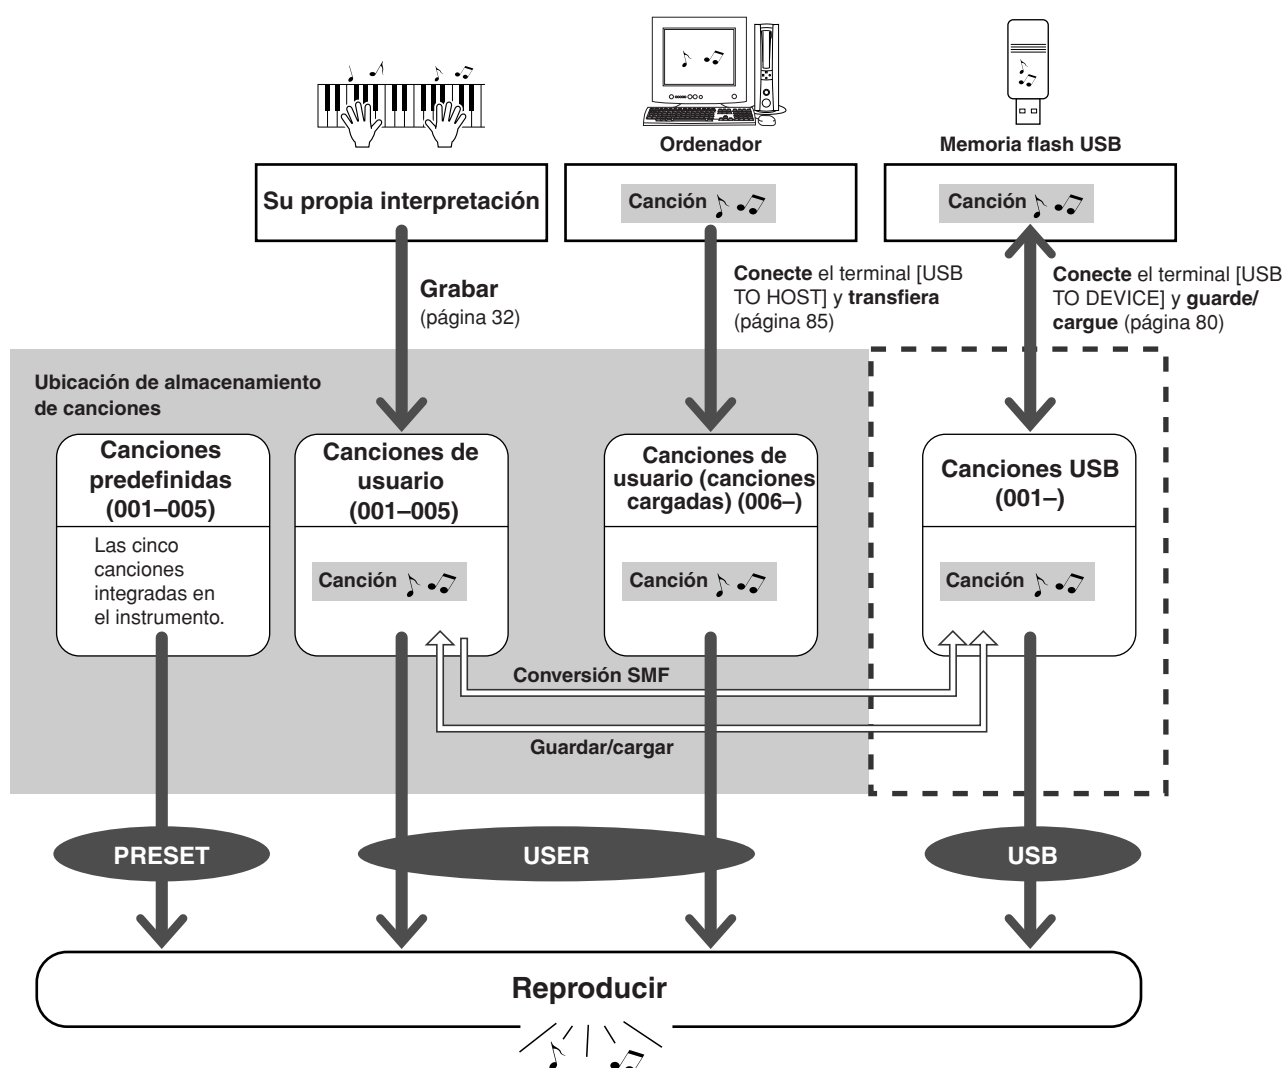 Ordenador
Memoria flash USB
Su propia interpretación
Canción
Canción
Grabar
(página 32)
Conecte el terminal [USB
TO HOST] y transfiera
(página 85)
Conecte el terminal [USB
TO DEVICE] y guarde/
cargue (página 80)
Ubicación de almacenamiento
de canciones
Canciones
predefinidas
(001–005)
Las cinco
canciones
integradas en
el instrumento.
Canciones de
usuario
(001–005)
Canción
Canciones de
usuario (canciones
cargadas) (006–)
Canción
Canciones USB
(001–)
Canción
Conversión SMF
Guardar/cargar
PRESET
USER
USB
Reproducir